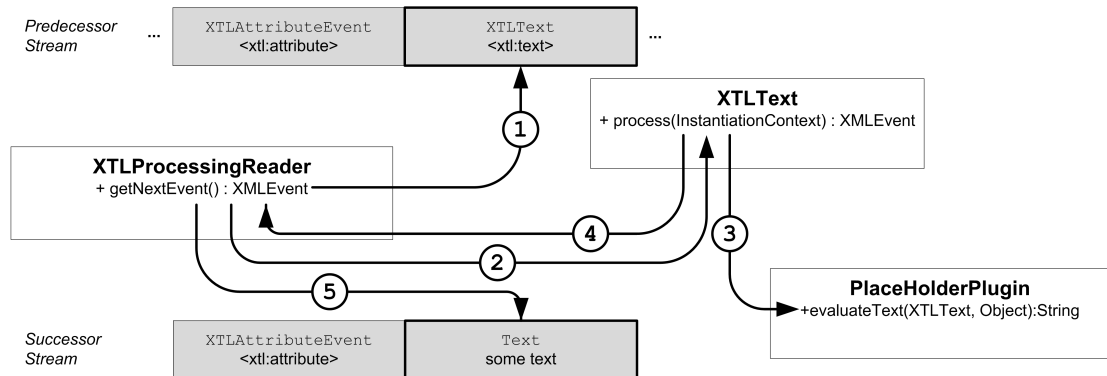 Predecessor
Stream
...
XTLAttributeEvent
<xtl:attribute>
XTLText
<xtl:text>
...
XTLText
+ process(InstantiationContext) : XMLEvent
1
XTLProcessingReader
+ getNextEvent() : XMLEvent
4
3
2
5
PlaceHolderPlugin
+evaluateText(XTLText, Object):String
Successor
Stream
XTLAttributeEvent
<xtl:attribute>
Text
some text